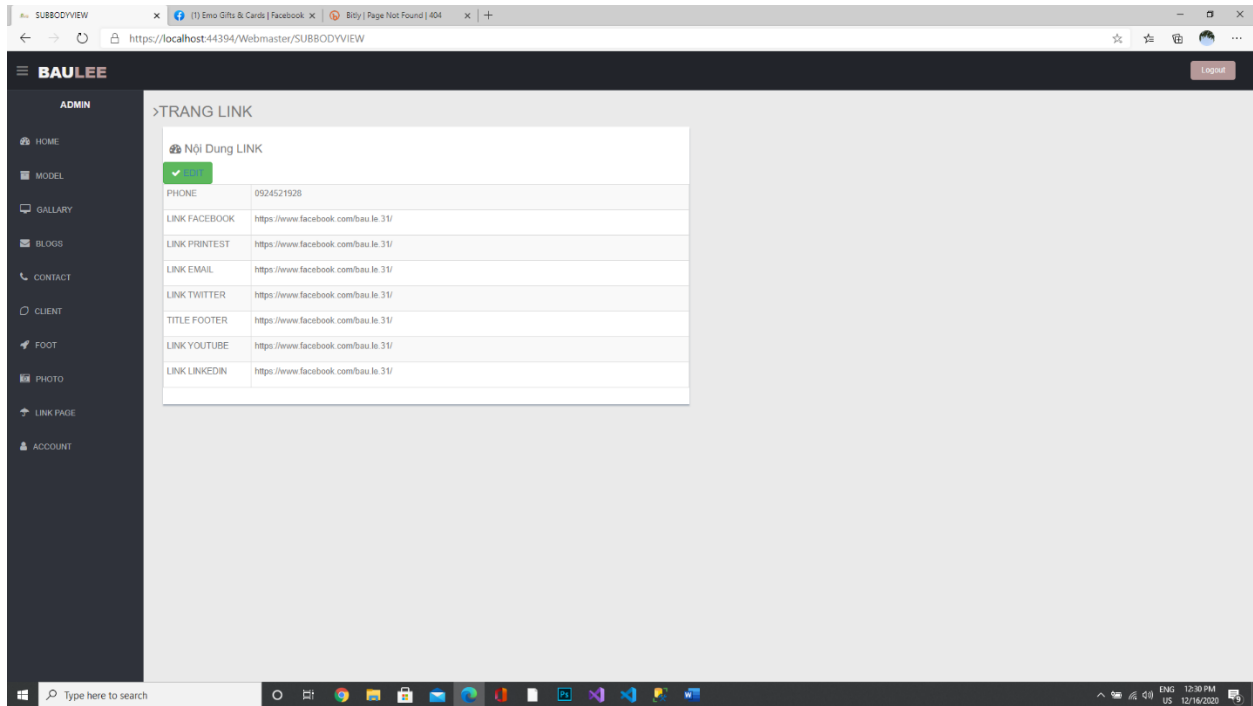 SUBBODYVIEW
(1) Emo Gifts & Cards | Facebook
Bitly | Page Not Found | 404
https://localhost:44394/Webmaster/SUBBODYVIEW
BAULEE
Logout
ADMIN
HOME
MODEL
GALLARY
BLOGS
CONTACT
CLIENT
FOOT
PHOTO
LINK PAGE
ACCOUNT
>TRANG LINK
Nội Dung LINK
EDIT
PHONE 0924521928
LINK FACEBOOK https://www.facebook.com/bau.le.31/
LINK PRINTEST https://www.facebook.com/bau.le.31/
LINK EMAIL https://www.facebook.com/bau.le.31/
LINK TWITTER https://www.facebook.com/bau.le.31/
TITLE FOOTER https://www.facebook.com/bau.le.31/
LINK YOUTUBE https://www.facebook.com/bau.le.31/
LINK LINKEDIN https://www.facebook.com/bau.le.31/
Type here to search
Ps
ENG 12:30 PM
US 12/16/2020